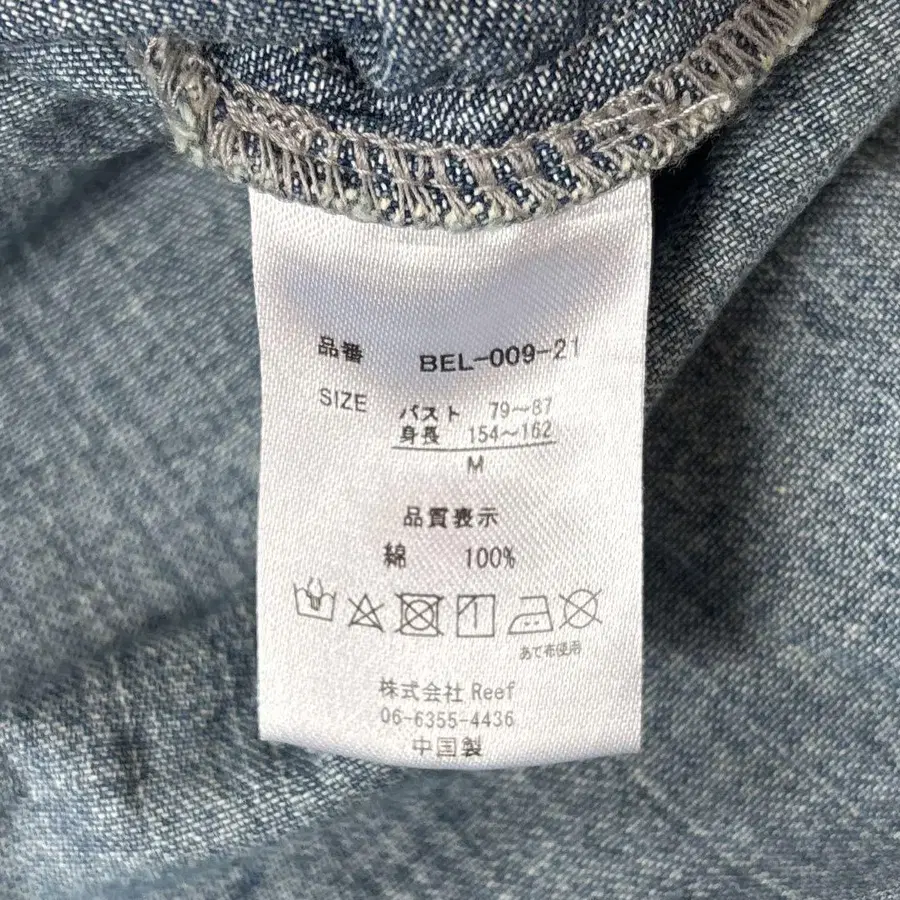 品番 BEL-009-21
SIZE バスト 79~87
身長 154~162
M
品質表示
綿 100%
あて布使用
株式会社 Reef
06-6355-4436
中国製